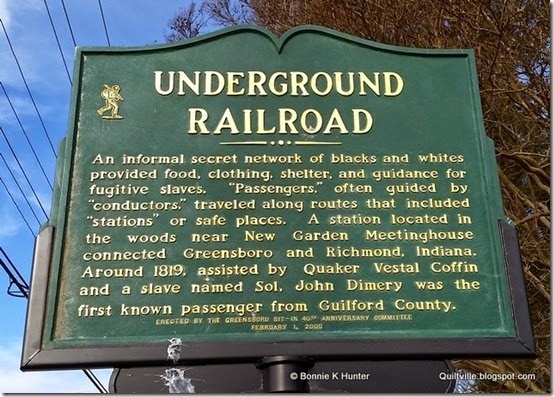 UNDERGROUND
RAILROAD
An informal secret network of blacks and whites
provided food, clothing, shelter, and guidance for
fugitive slaves. "Passengers," often guided by
"conductors," traveled along routes that included
"stations" or safe places. A station located in
the woods near New Garden Meetinghouse
connected Greensboro and Richmond, Indiana.
Around 1819, assisted by Quaker Vestal Coffin
and a slave named Sol, John Dimery was the
first known passenger from Guilford County.
ERECTED BY THE GREENSBORO SIT-IN 40TH ANNIVERSARY COMMITTEE
FEBRUARY 1, 2000
© Bonnie K Hunter Quiltville.blogspot.com